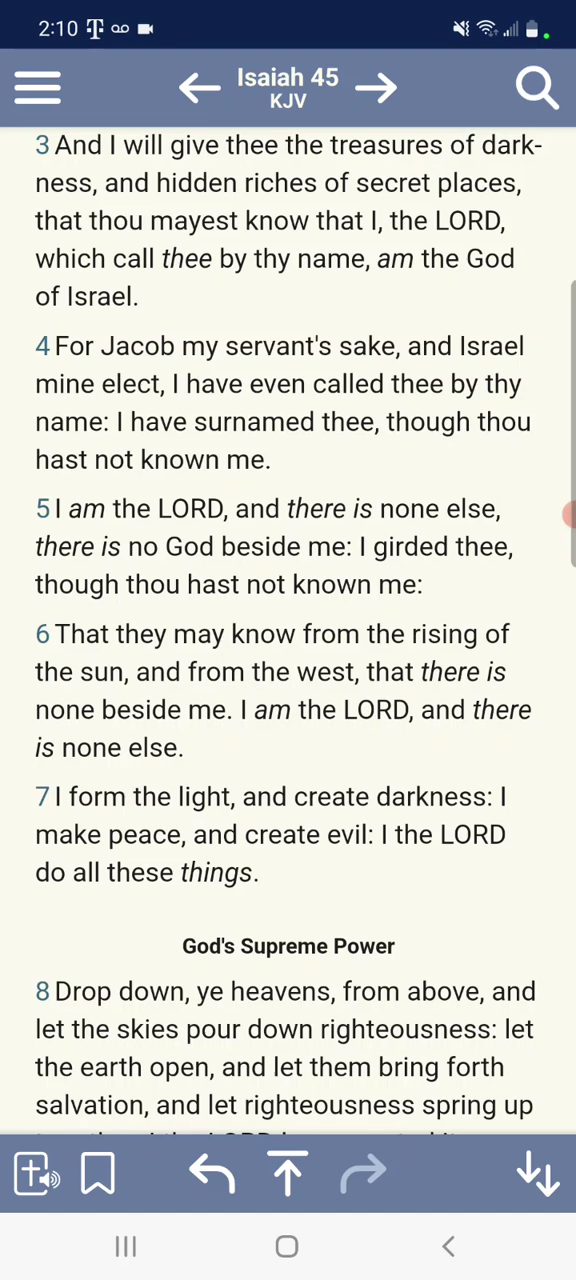 2:10
Isaiah 45
KJV
3 And I will give thee the treasures of dark-
ness, and hidden riches of secret places,
that thou mayest know that I, the LORD,
which call thee by thy name, am the God
of Israel.
4 For Jacob my servant's sake, and Israel
mine elect, I have even called thee by thy
name: I have surnamed thee, though thou
hast not known me.
5 I am the LORD, and there is none else,
there is no God beside me: I girded thee,
though thou hast not known me:
6 That they may know from the rising of
the sun, and from the west, that there is
none beside me. I am the LORD, and there
is none else.
7 I form the light, and create darkness: I
make peace, and create evil: I the LORD
do all these things.
God's Supreme Power
8 Drop down, ye heavens, from above, and
let the skies pour down righteousness: let
the earth open, and let them bring forth
salvation, and let righteousness spring up